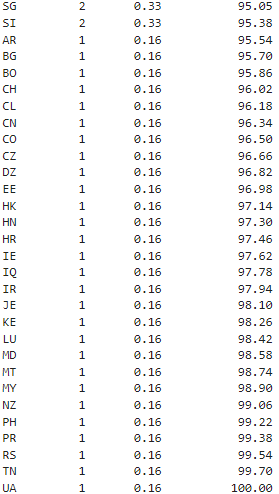 SG 2 0.33 95.05
SI 2 0.33 95.38
AR 1 0.16 95.54
BG 1 0.16 95.70
BO 1 0.16 95.86
CH 1 0.16 96.02
CL 1 0.16 96.18
CN 1 0.16 96.34
CO 1 0.16 96.50
CZ 1 0.16 96.66
DZ 1 0.16 96.82
EE 1 0.16 96.98
HK 1 0.16 97.14
HN 1 0.16 97.30
HR 1 0.16 97.46
IE 1 0.16 97.62
IQ 1 0.16 97.78
IR 1 0.16 97.94
JE 1 0.16 98.10
KE 1 0.16 98.26
LU 1 0.16 98.42
MD 1 0.16 98.58
MT 1 0.16 98.74
MY 1 0.16 98.90
NZ 1 0.16 99.06
PH 1 0.16 99.22
PR 1 0.16 99.38
RS 1 0.16 99.54
TN 1 0.16 99.70
UA 1 0.16 100.00